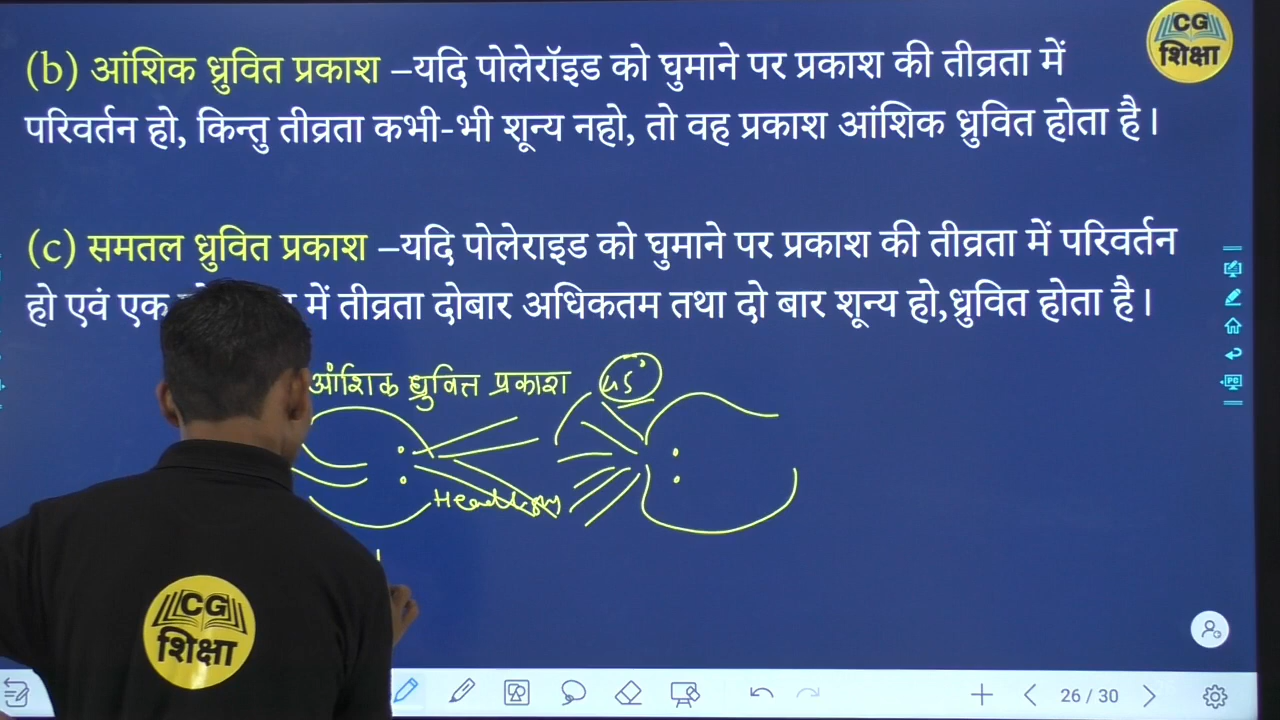 CG
शिक्षा
(b) आंशिक ध्रुवित प्रकाश –यदि पोलेरॉइड को घुमाने पर प्रकाश की तीव्रता में
परिवर्तन हो, किन्तु तीव्रता कभी-भी शून्य नहो, तो वह प्रकाश आंशिक ध्रुवित होता है।
(c) समतल ध्रुवित प्रकाश –यदि पोलेराइड को घुमाने पर प्रकाश की तीव्रता में परिवर्तन
हो एवं एक में तीव्रता दोबार अधिकतम तथा दो बार शून्य हो,ध्रुवित होता है।
आंशिक ध्रुवित प्रकाश 45°
CG
शिक्षा
26 / 30